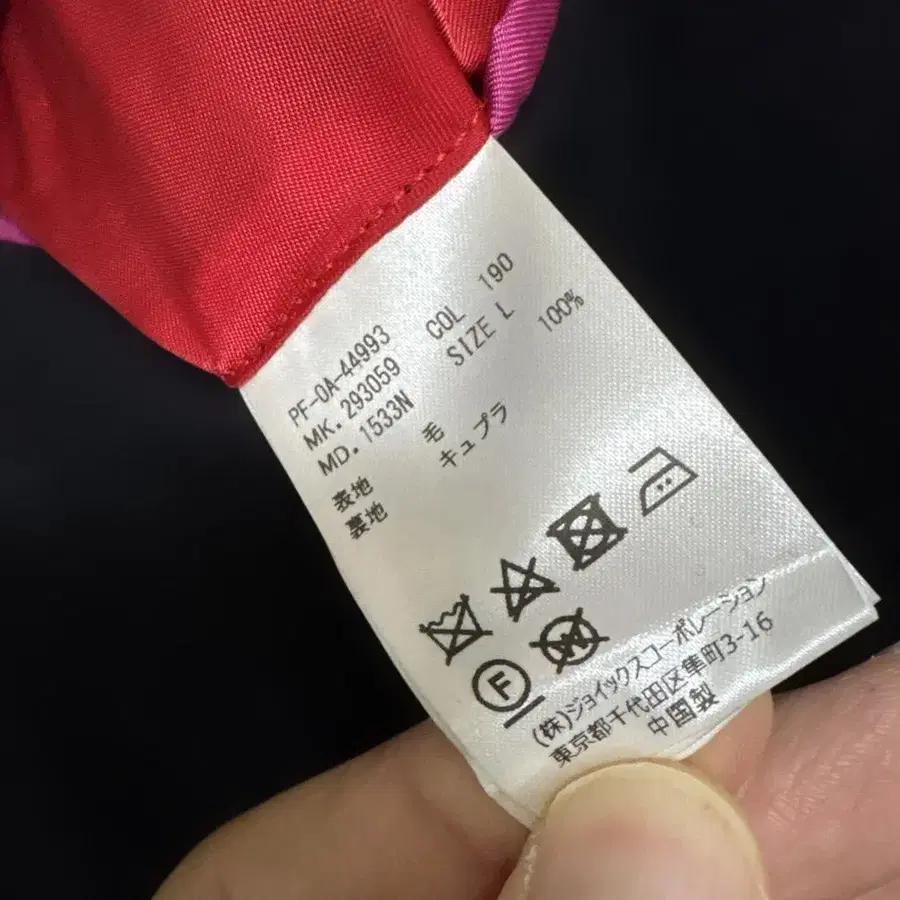 PF-0A-44993 COL 190
MK. 293059 SIZE L
MD. 1533N
表地 毛 100%
裏地 キュプラ
F W
(株)ジョイックスコーポレーション
東京都千代田区隼町3-16
中国製